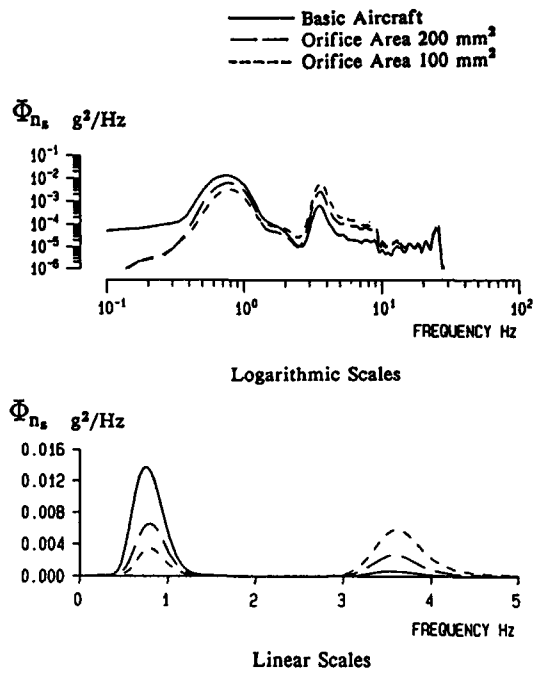 Basic Aircraft
Orifice Area 200 mm²
Orifice Area 100 mm²
Φₙₛ g²/Hz
10⁻¹
10⁻²
10⁻³
10⁻⁴
10⁻⁵
10⁻⁶
10⁻¹ 10⁰ 10¹ 10²
FREQUENCY Hz
Logarithmic Scales
Φₙₛ g²/Hz
0.016
0.012
0.008
0.004
0.000
0 1 2 3 4 5
FREQUENCY Hz
Linear Scales